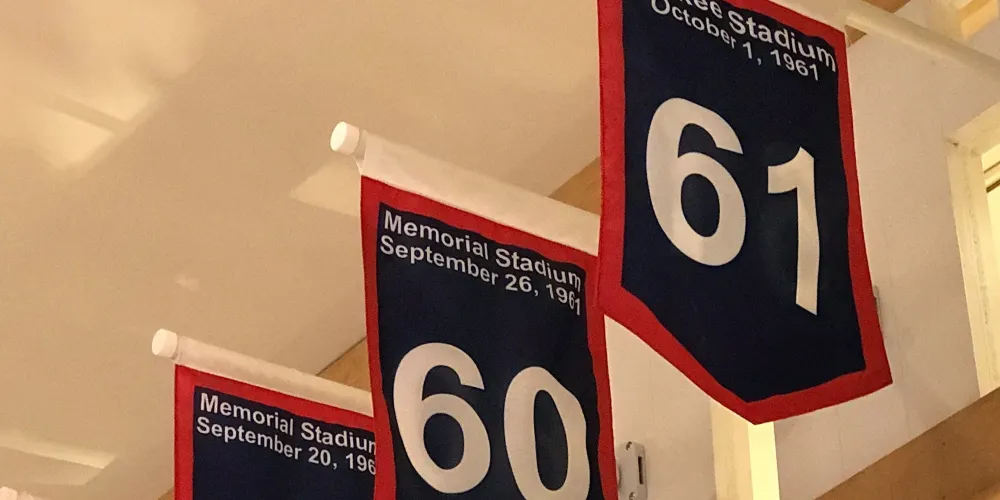 Stadium
October 1, 1961
61
Memorial Stadium
September 26, 1961
60
Memorial Stadium
September 20, 196